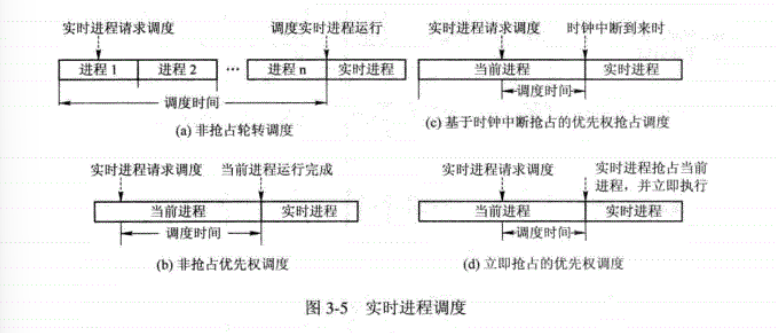 实时进程请求调度 调度实时进程运行
进程 1 进程 2 … 进程 n 实时进程
调度时间
(a) 非抢占轮转调度
实时进程请求调度 时钟中断到来时
当前进程 实时进程
调度时间
(c) 基于时钟中断抢占的优先权抢占调度
实时进程请求调度 当前进程运行完成
当前进程 实时进程
调度时间
(b) 非抢占优先权调度
实时进程请求调度 实时进程抢占当前
进程，并立即执行
当前进程 实时进程
调度时间
(d) 立即抢占的优先权调度
图 3-5 实时进程调度